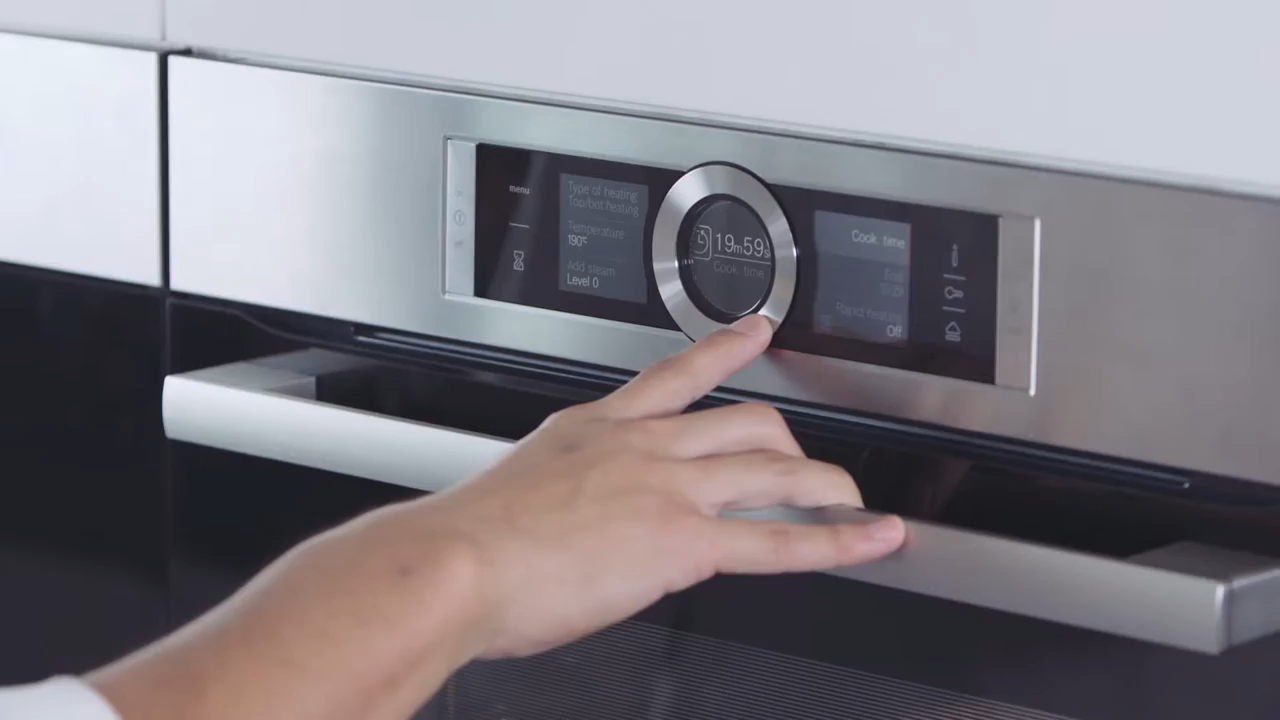 menu
Type of heating
Top/bot heating
Temperature
190°C
Add steam
Level 0
19m59s
Cook. time
Cook. time
End
Rapid heating
Off